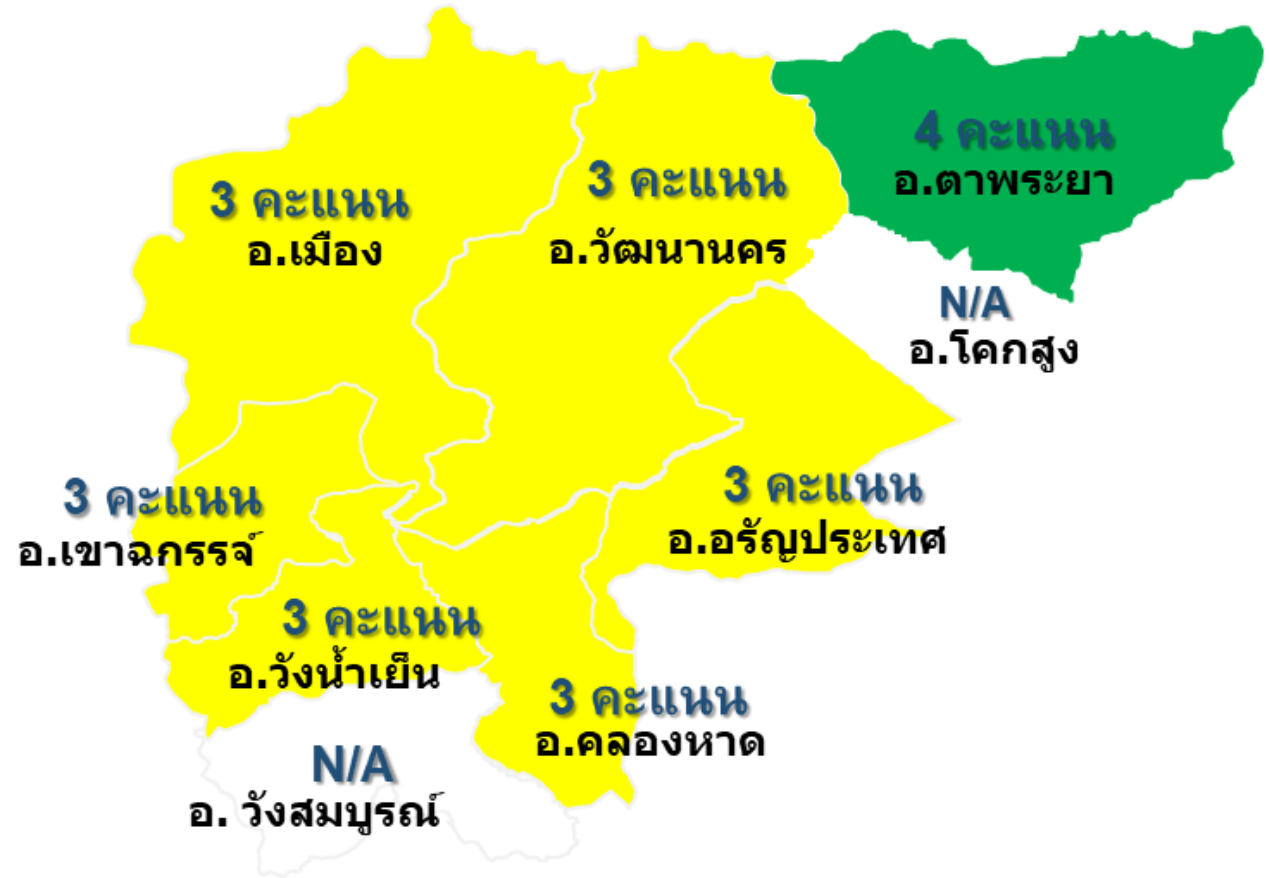 4 คะแนน
อ.ตาพระยา
3 คะแนน
อ.วัฒนานคร
3 คะแนน
อ.เมือง
N/A
อ.โคกสูง
3 คะแนน
อ.อรัญประเทศ
3 คะแนน
อ.เขาฉกรรจ์
3 คะแนน
อ.วังน้ำเย็น
3 คะแนน
อ.คลองหาด
N/A
อ. วังสมบูรณ์